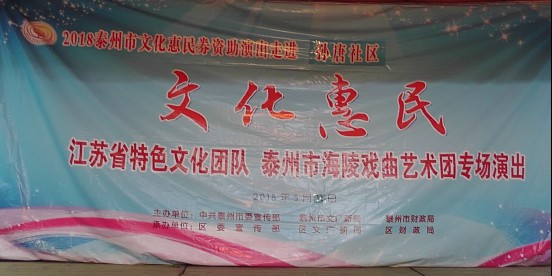 2018泰州市文化惠民券资助演出走进 孙唐社区
文化惠民
江苏省特色文化团队 泰州市海陵戏曲艺术团专场演出
2018年5月 日
主办单位：中共泰州市委宣传部 泰州市文广新局 泰州市财政局
承办单位：区委宣传部 区文广新局 区财政局